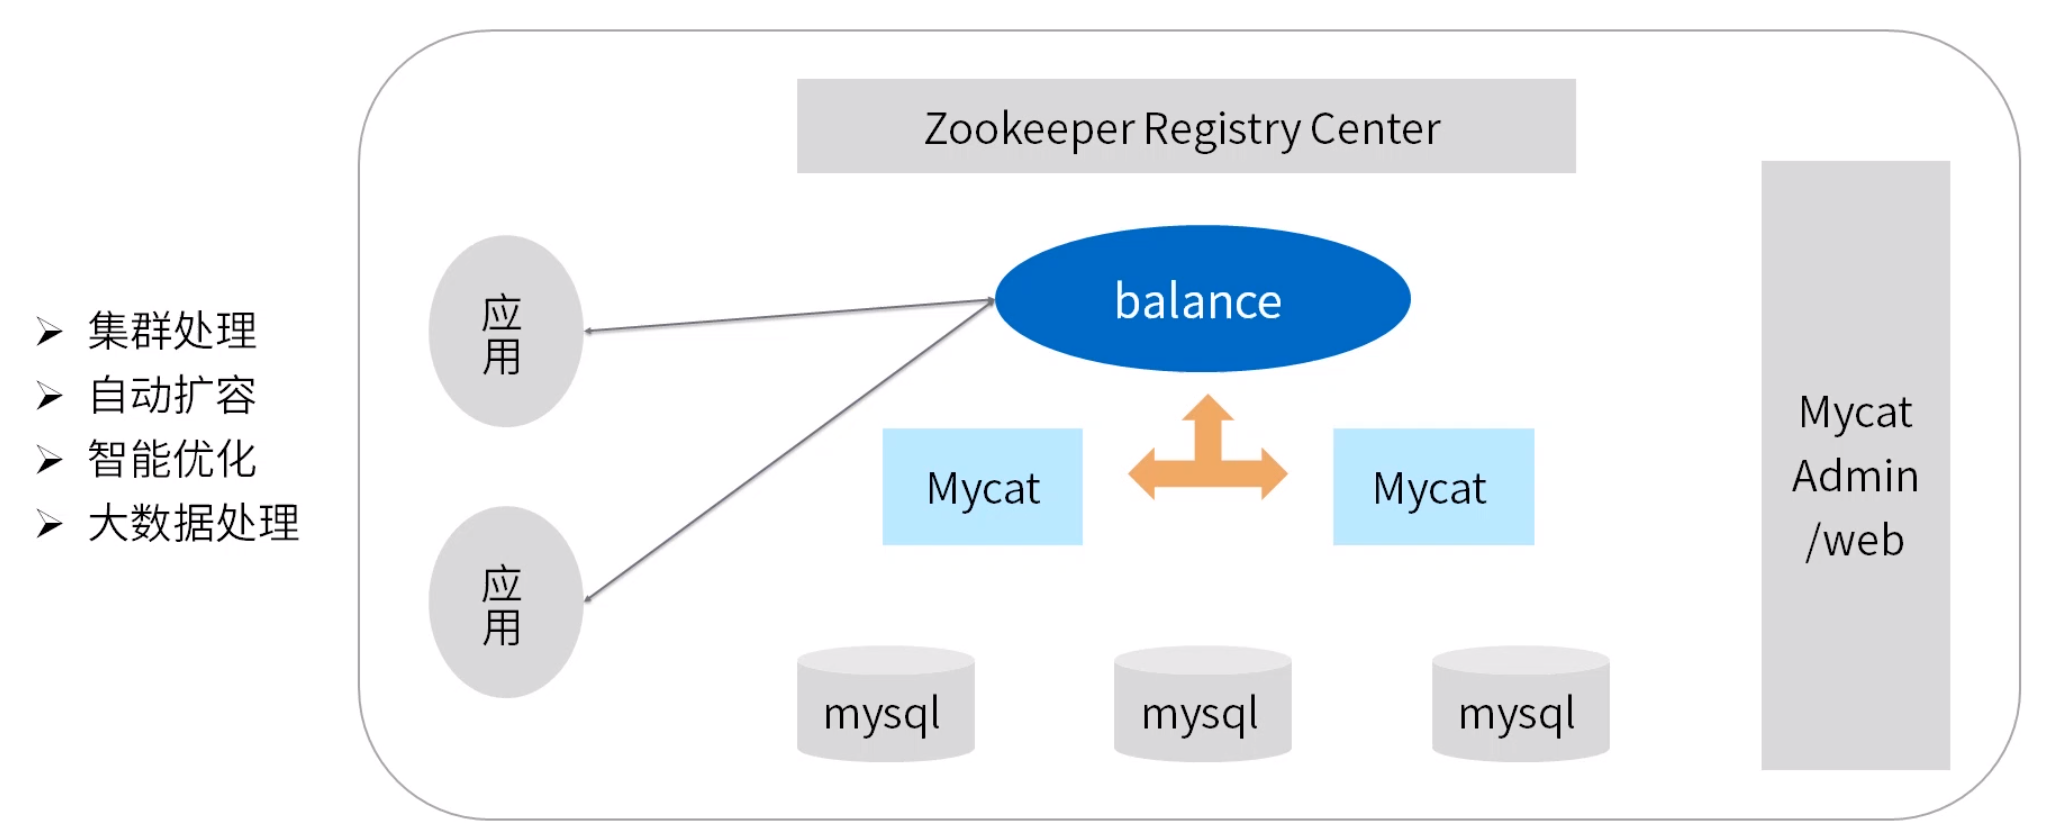 集群处理
自动扩容
智能优化
大数据处理
Zookeeper Registry Center
应
用
应
用
balance
Mycat
Mycat
mysql
mysql
mysql
Mycat
Admin
/web